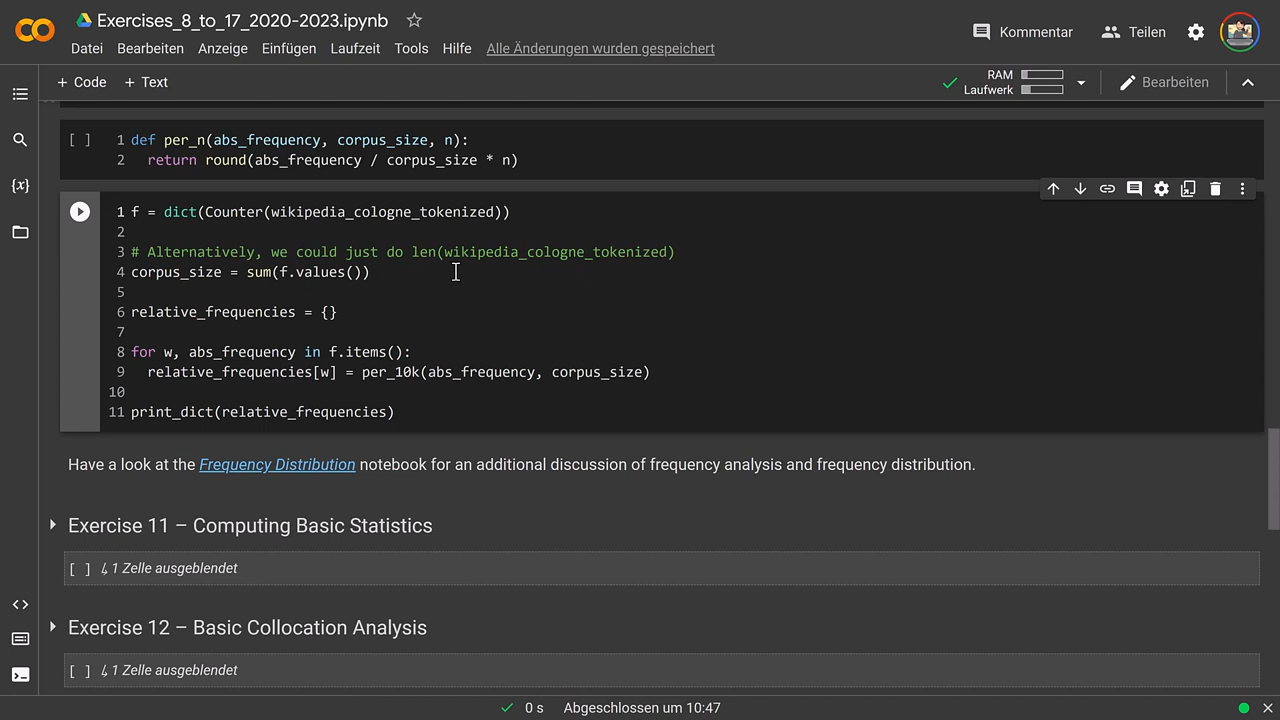 Exercises_8_to_17_2020-2023.ipynb
Datei Bearbeiten Anzeige Einfügen Laufzeit Tools Hilfe Alle Änderungen wurden gespeichert
Kommentar Teilen
+ Code + Text
RAM
Laufwerk
Bearbeiten
{x}
[ ] 1 def per_n(abs_frequency, corpus_size, n):
2 return round(abs_frequency / corpus_size * n)
1 f = dict(Counter(wikipedia_cologne_tokenized))
2
3 # Alternatively, we could just do len(wikipedia_cologne_tokenized)
4 corpus_size = sum(f.values())
5
6 relative_frequencies = {}
7
8 for w, abs_frequency in f.items():
9 relative_frequencies[w] = per_10k(abs_frequency, corpus_size)
10
11 print_dict(relative_frequencies)
Have a look at the Frequency Distribution notebook for an additional discussion of frequency analysis and frequency distribution.
Exercise 11 – Computing Basic Statistics
[ ] ↳ 1 Zelle ausgeblendet
Exercise 12 – Basic Collocation Analysis
[ ] ↳ 1 Zelle ausgeblendet
0 s Abgeschlossen um 10:47